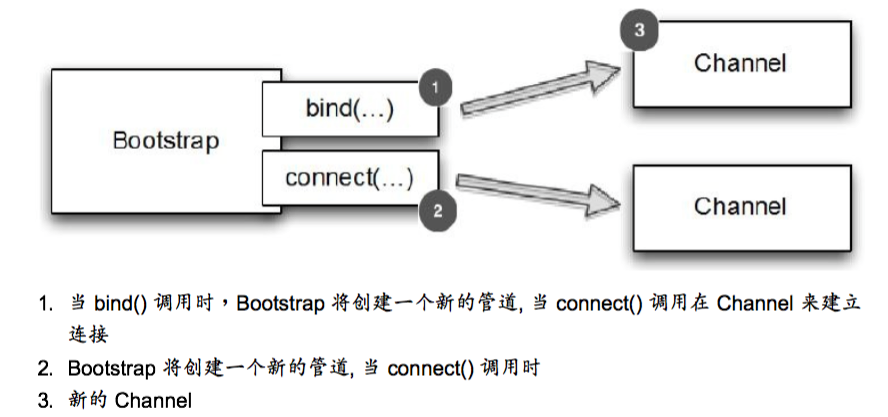 3
Channel
1
bind(...)
Bootstrap
connect(...)
2
Channel
1. 当 bind() 调用时，Bootstrap 将创建一个新的管道, 当 connect() 调用在 Channel 来建立
连接
2. Bootstrap 将创建一个新的管道, 当 connect() 调用时
3. 新的 Channel